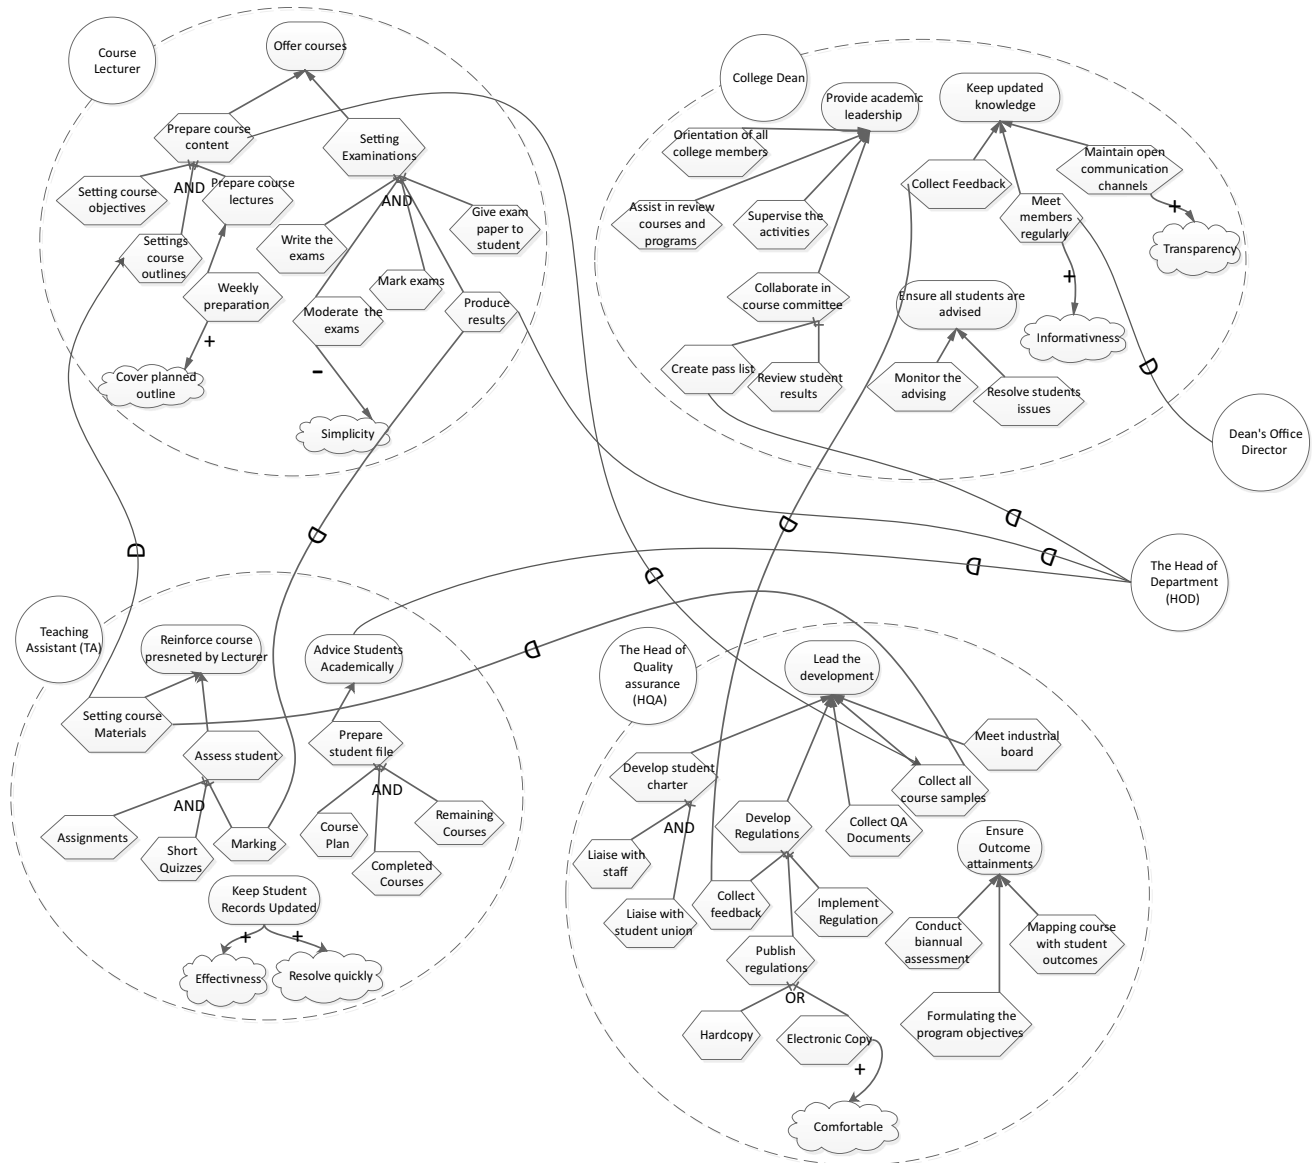 Course
Lecturer
Offer courses
Prepare course
content
Setting
Examinations
AND
Setting course
objectives
Prepare course
lectures
Settings
course
outlines
Weekly
preparation
+
Cover planned
outline
AND
Write the
exams
Give exam
paper to
student
Mark exams
Moderate the
exams
Produce
results
-
Simplicity
College Dean
Provide academic
leadership
Keep updated
knowledge
Orientation of all
college members
Assist in review
courses and
programs
Supervise the
activities
Collaborate in
course committee
Create pass list
Review student
results
Collect Feedback
Meet
members
regularly
Maintain open
communication
channels
+
Transparency
+
Informativness
Ensure all students are
advised
Monitor the
advising
Resolve students
issues
D
Dean's Office
Director
D
D
D
D
D
D
D
D
The Head of
Department
(HOD)
Teaching
Assistant (TA)
Reinforce course
presneted by Lecturer
Advice Students
Academically
Setting course
Materials
Assess student
AND
Assignments
Short
Quizzes
Marking
Prepare
student file
AND
Course
Plan
Completed
Courses
Remaining
Courses
Keep Student
Records Updated
+
+
Effectivness
Resolve quickly
The Head of
Quality
assurance
(HQA)
Lead the
development
Develop student
charter
AND
Liaise with
staff
Liaise with
student union
Develop
Regulations
Collect
feedback
Implement
Regulation
Publish
regulations
OR
Hardcopy
Electronic Copy
+
Comfortable
Collect QA
Documents
Collect all
course samples
Meet industrial
board
Ensure
Outcome
attainments
Conduct
biannual
assessment
Mapping course
with student
outcomes
Formulating the
program objectives